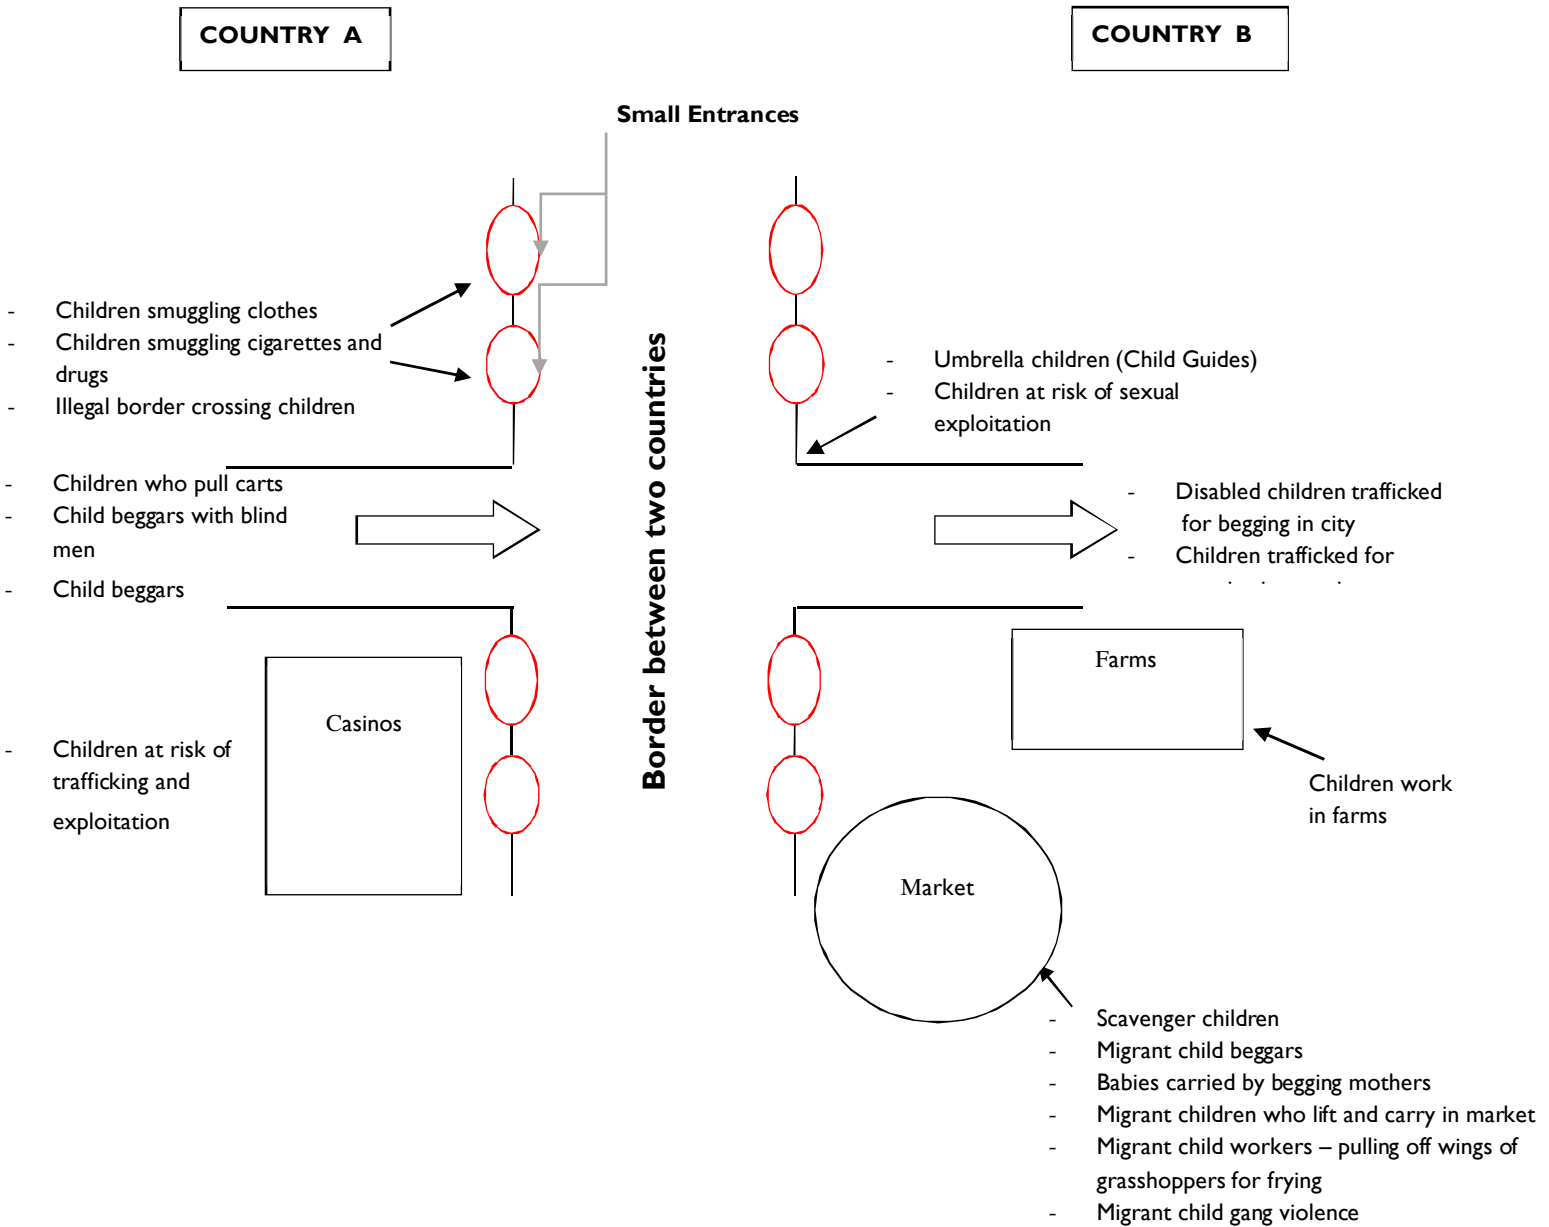 COUNTRY A
COUNTRY B
Small Entrances
- Children smuggling clothes
- Children smuggling cigarettes and
drugs
- Illegal border crossing children
Border between two countries
- Umbrella children (Child Guides)
- Children at risk of sexual
exploitation
- Children who pull carts
- Child beggars with blind
men
- Child beggars
- Disabled children trafficked
for begging in city
- Children trafficked for
Casinos
- Children at risk of
trafficking and
exploitation
Farms
Children work
in farms
Market
- Scavenger children
- Migrant child beggars
- Babies carried by begging mothers
- Migrant children who lift and carry in market
- Migrant child workers – pulling off wings of
grasshoppers for frying
- Migrant child gang violence